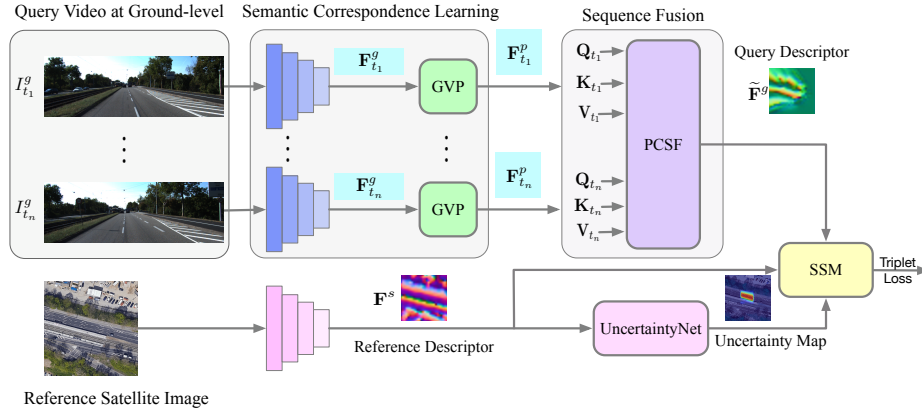 Query Video at Ground-level
Semantic Correspondence Learning
Sequence Fusion
I^g_{t_1}
F^g_{t_1}
GVP
F^p_{t_1}
Q_{t_1}
K_{t_1}
V_{t_1}
PCSF
Query Descriptor
F̃^g
I^g_{t_n}
F^g_{t_n}
GVP
F^p_{t_n}
Q_{t_n}
K_{t_n}
V_{t_n}
SSM
Triplet
Loss
F^s
Reference Descriptor
UncertaintyNet
Uncertainty Map
Reference Satellite Image